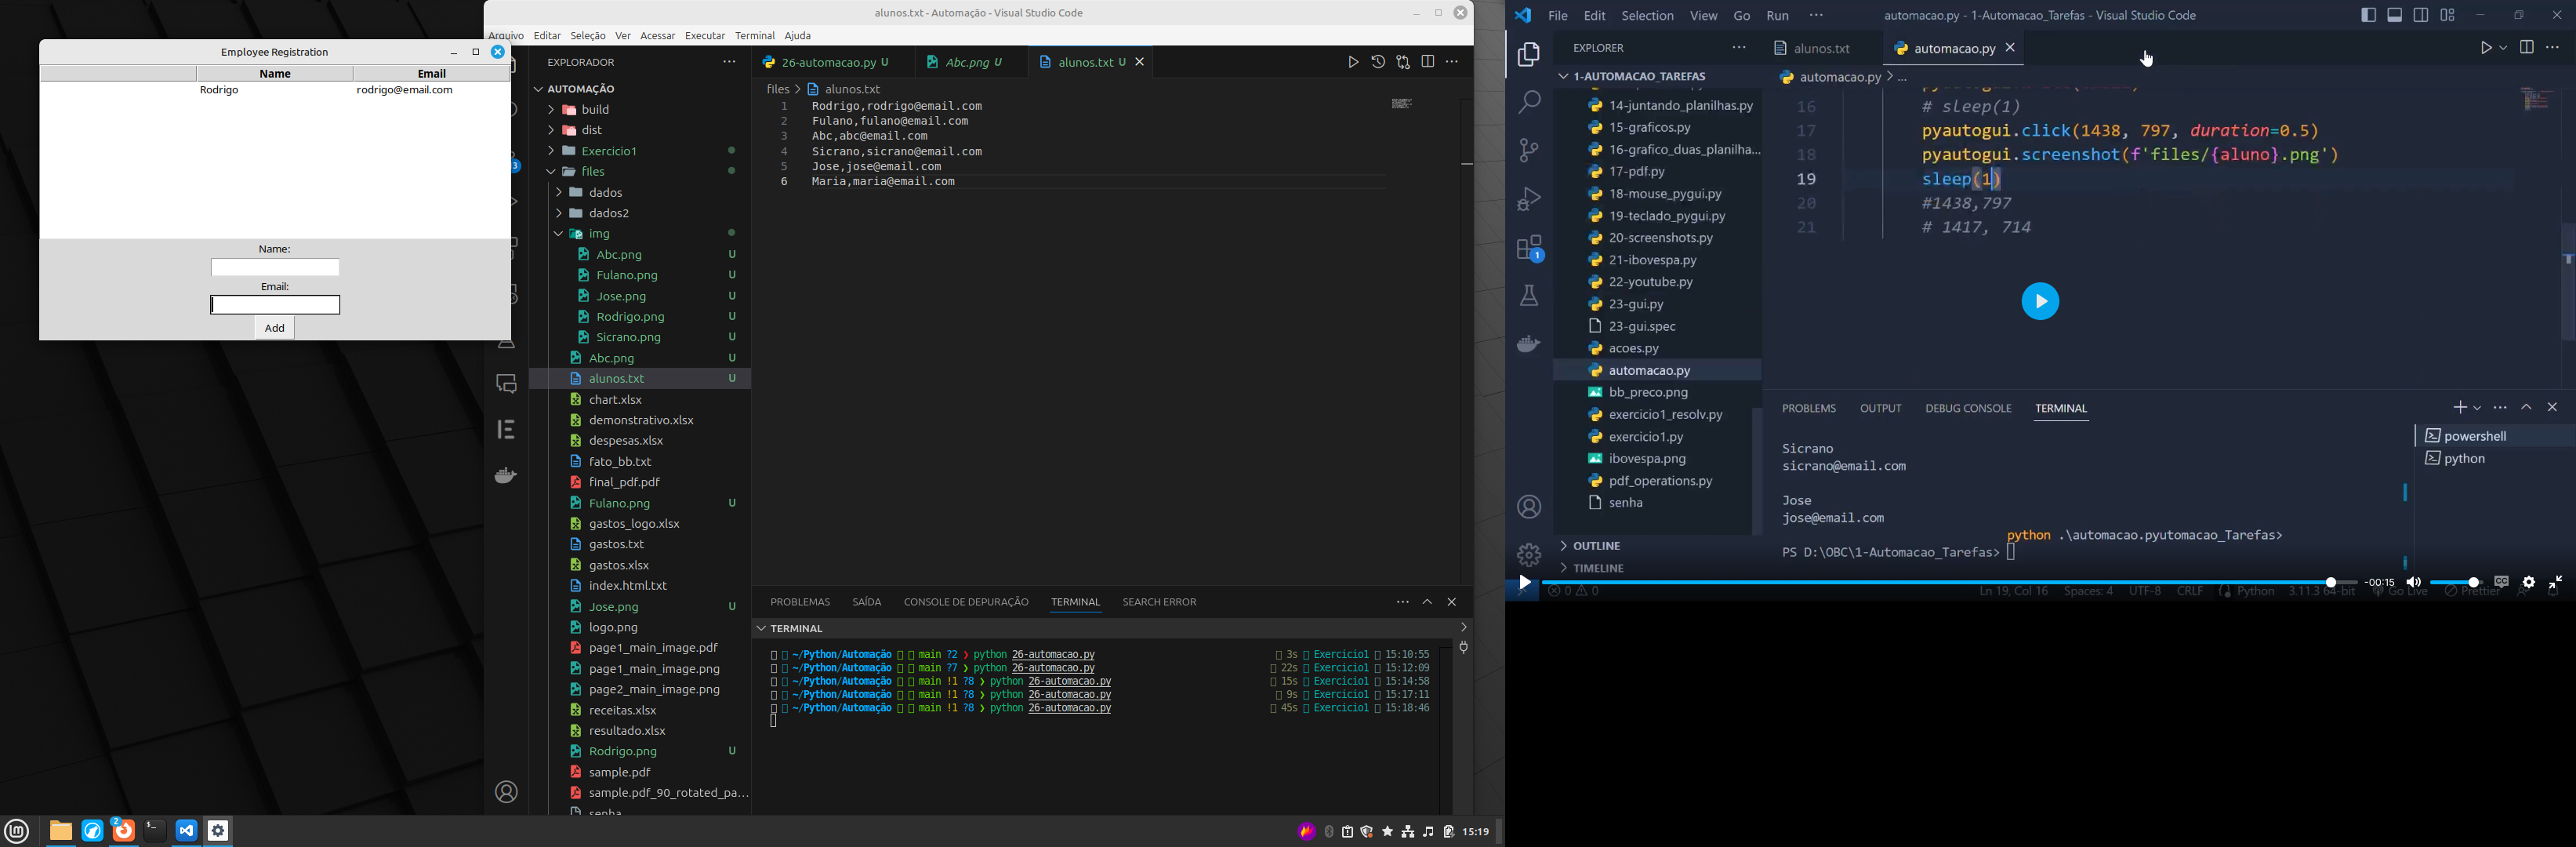 Employee Registration
Name Email
Rodrigo rodrigo@email.com
Name:
Email:
Add
alunos.txt - Automação - Visual Studio Code
Arquivo Editar Seleção Ver Acessar Executar Terminal Ajuda
EXPLORADOR
AUTOMAÇÃO
build
dist
Exercicio1
files
dados
dados2
img
Abc.png U
Fulano.png U
Jose.png U
Rodrigo.png U
Sicrano.png U
Abc.png U
alunos.txt U
chart.xlsx
demonstrativo.xlsx
despesas.xlsx
fato_bb.txt
final_pdf.pdf
Fulano.png U
gastos_logo.xlsx
gastos.txt
gastos.xlsx
index.html.txt
Jose.png U
logo.png
page1_main_image.pdf
page1_main_image.png
page2_main_image.png
receitas.xlsx
resultado.xlsx
Rodrigo.png U
sample.pdf
sample.pdf_90_rotated_pa...
senha
3
26-automacao.py U Abc.png U alunos.txt U
files > alunos.txt
1 Rodrigo,rodrigo@email.com
2 Fulano,fulano@email.com
3 Abc,abc@email.com
4 Sicrano,sicrano@email.com
5 Jose,jose@email.com
6 Maria,maria@email.com
PROBLEMAS SAÍDA CONSOLE DE DEPURAÇÃO TERMINAL SEARCH ERROR
TERMINAL
~/Python/Automação main ?2 > python 26-automacao.py 3s Exercicio1 15:10:55
~/Python/Automação main ?7 > python 26-automacao.py 22s Exercicio1 15:12:09
~/Python/Automação main !1 ?8 > python 26-automacao.py 15s Exercicio1 15:14:58
~/Python/Automação main !1 ?8 > python 26-automacao.py 9s Exercicio1 15:17:11
~/Python/Automação main !1 ?8 > python 26-automacao.py 45s Exercicio1 15:18:46
2
15:19
File Edit Selection View Go Run ··· automacao.py - 1-Automacao_Tarefas - Visual Studio Code
EXPLORER
1-AUTOMACAO_TAREFAS
14-juntando_planilhas.py
15-graficos.py
16-grafico_duas_planilha...
17-pdf.py
18-mouse_pygui.py
19-teclado_pygui.py
20-screenshots.py
21-ibovespa.py
22-youtube.py
23-gui.py
23-gui.spec
acoes.py
automacao.py
bb_preco.png
exercicio1_resolv.py
exercicio1.py
ibovespa.png
pdf_operations.py
senha
OUTLINE
TIMELINE
1
alunos.txt automacao.py
automacao.py > ...
16 # sleep(1)
17 pyautogui.click(1438, 797, duration=0.5)
18 pyautogui.screenshot(f'files/{aluno}.png')
19 sleep(1)
20 #1438,797
21 # 1417, 714
PROBLEMS OUTPUT DEBUG CONSOLE TERMINAL
powershell
python
Sicrano
sicrano@email.com
Jose
jose@email.com
python .\automacao.pyutomacao_Tarefas>
PS D:\OBC\1-Automacao_Tarefas>
-00:15
CC
0 0 Ln 19, Col 16 Spaces: 4 UTF-8 CRLF Python 3.11.3 64-bit Go Live Prettier